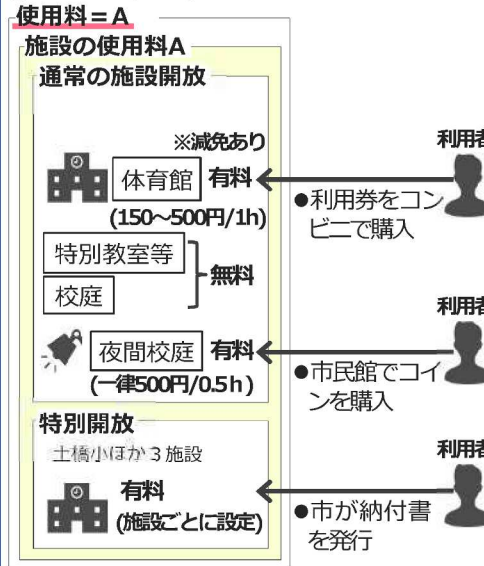 使用料=A
施設の使用料A
通常の施設開放
※減免あり
体育館 有料
(150~500円/1h)
特別教室等
無料
校庭
夜間校庭 有料
(一律500円/0.5h)
特別開放
土橋小ほか3施設
有料
(施設ごとに設定)
利用者
●利用券をコン
ビニで購入
利用者
●市民館でコイ
ンを購入
利用者
●市が納付書
を発行